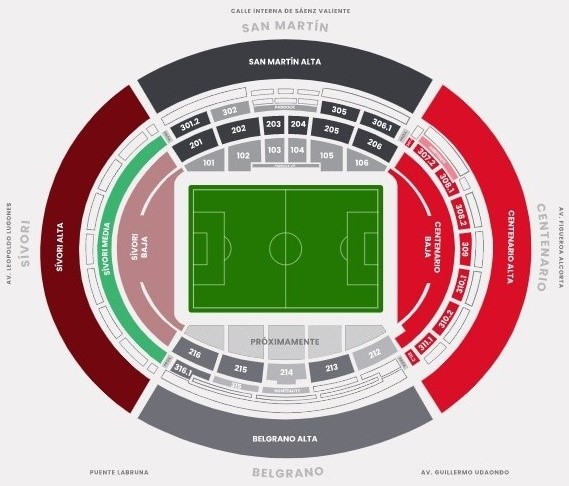 CALLE INTERNA DE SÁENZ VALIENTE
SAN MARTÍN
SAN MARTÍN ALTA
302
305
301.2
306.1
202
203
204
205
201
206
101
102
103
104
105
106
307.2
308.1
308.2
309
310.1
310.2
311.1
SÍVORI ALTA
SÍVORI MEDIA
SÍVORI
BAJA
CENTENARIO
BAJA
CENTENARIO ALTA
AV. LEOPOLDO LUGONES
SÍVORI
CENTENARIO
AV. FIGUEROA ALCORTA
PRÓXIMAMENTE
216
215
214
213
212
316.1
315
BELGRANO ALTA
PUENTE LABRUNA
BELGRANO
AV. GUILLERMO UDAONDO